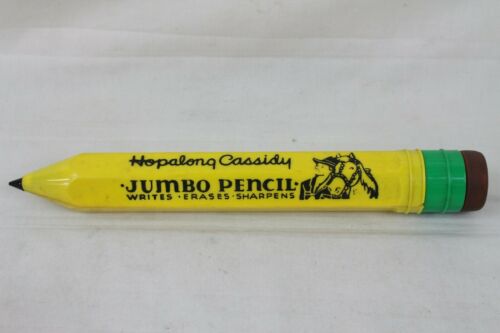 Hopalong Cassidy
·JUMBO PENCIL·
WRITES · ERASES · SHARPENS